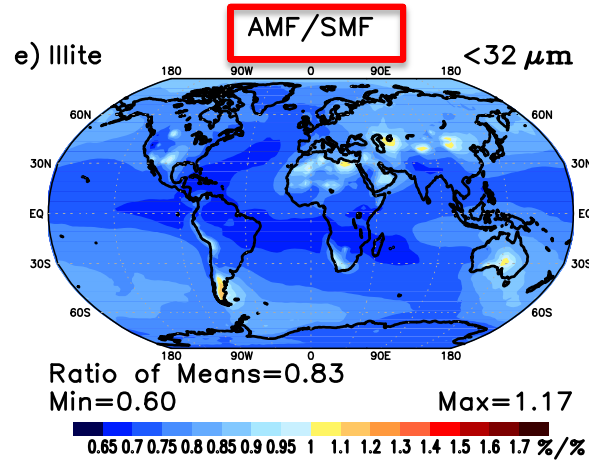 AMF/SMF
e) Illite <32 μm
180 90W 0 90E 180
60N 60N
30N 30N
EQ EQ
30S 30S
60S 60S
180 90W 0 90E 180
Ratio of Means=0.83
Min=0.60 Max=1.17
0.65 0.7 0.75 0.8 0.85 0.9 0.95 1 1.1 1.2 1.3 1.4 1.5 1.6 1.7 %/%